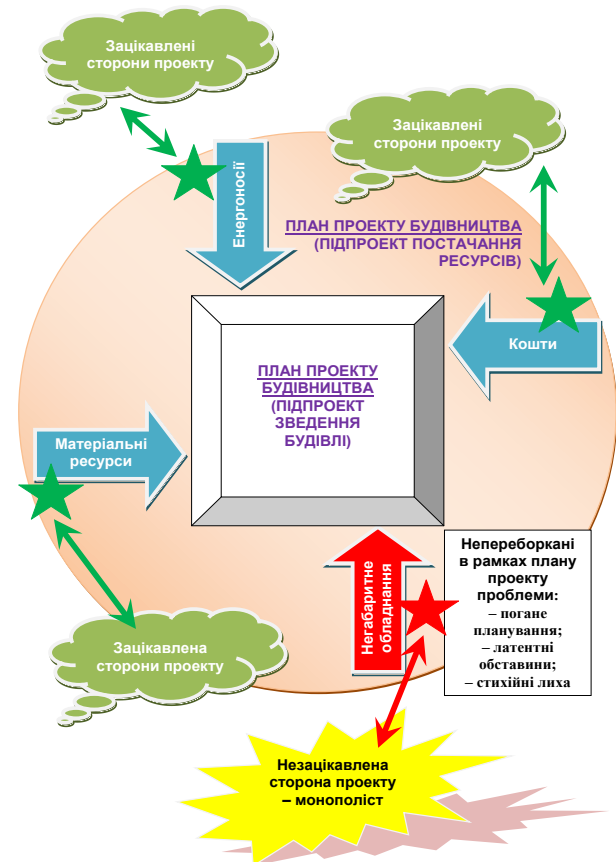 Зацікавлені
сторони проекту
Зацікавлені
сторони проекту
Енергоносії
ПЛАН ПРОЕКТУ БУДІВНИЦТВА
(ПІДПРОЕКТ ПОСТАЧАННЯ
РЕСУРСІВ)
Кошти
ПЛАН ПРОЕКТУ
БУДІВНИЦТВА
(ПІДПРОЕКТ
ЗВЕДЕННЯ
БУДІВЛІ)
Матеріальні
ресурси
Негабаритне
обладнання
Непереборкані
в рамках плану
проекту
проблеми:
– погане
планування;
– латентні
обставини;
– стихійні лиха
Зацікавлена
сторони проекту
Незацікавлена
сторона проекту
– монополіст